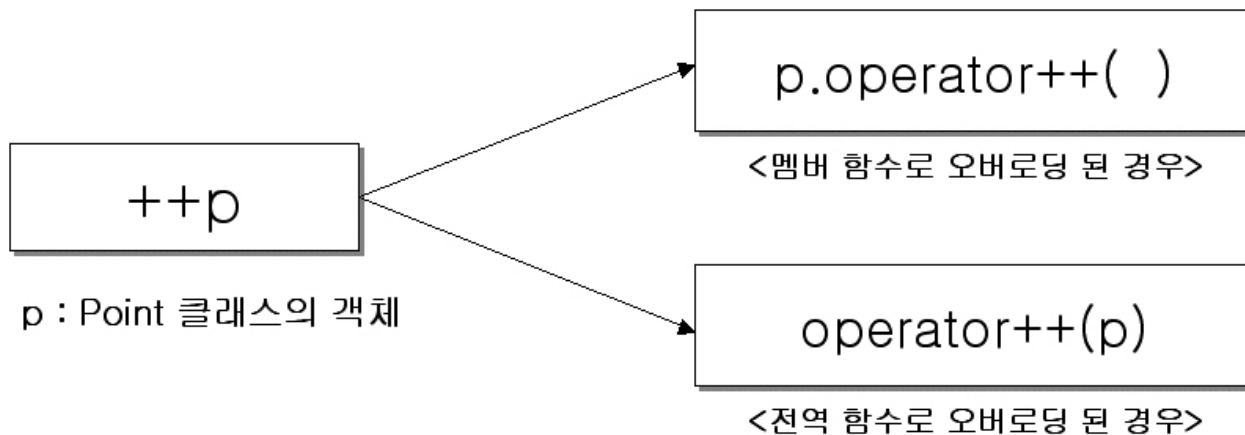 ++p
p : Point 클래스의 객체
p.operator++(  )
<멤버 함수로 오버로딩 된 경우>
operator++(p)
<전역 함수로 오버로딩 된 경우>